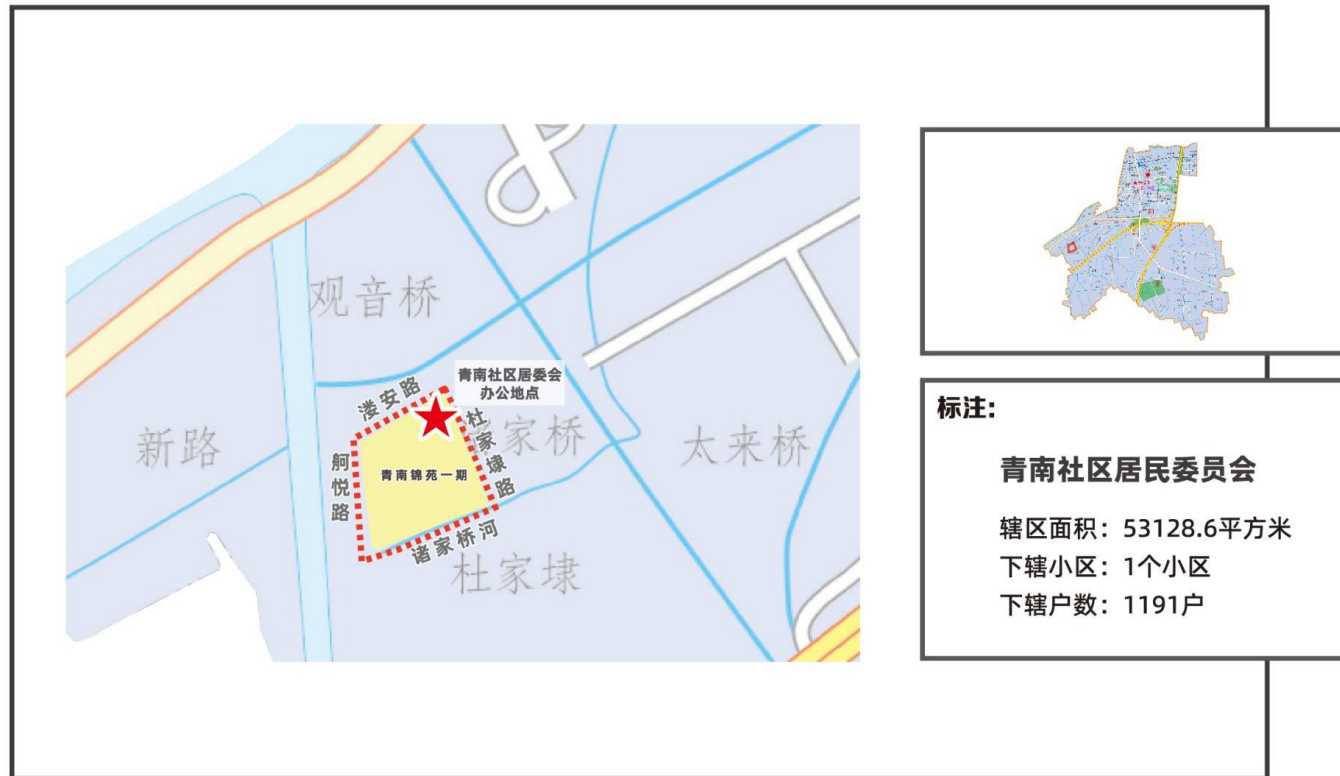 观音桥
青南社区居委会
办公地点
溇安路
新路
家桥
太来桥
杜家埭路
舸悦路
青南锦苑一期
诸家桥河
杜家埭
标注:
青南社区居民委员会
辖区面积：53128.6平方米
下辖小区：1个小区
下辖户数：1191户